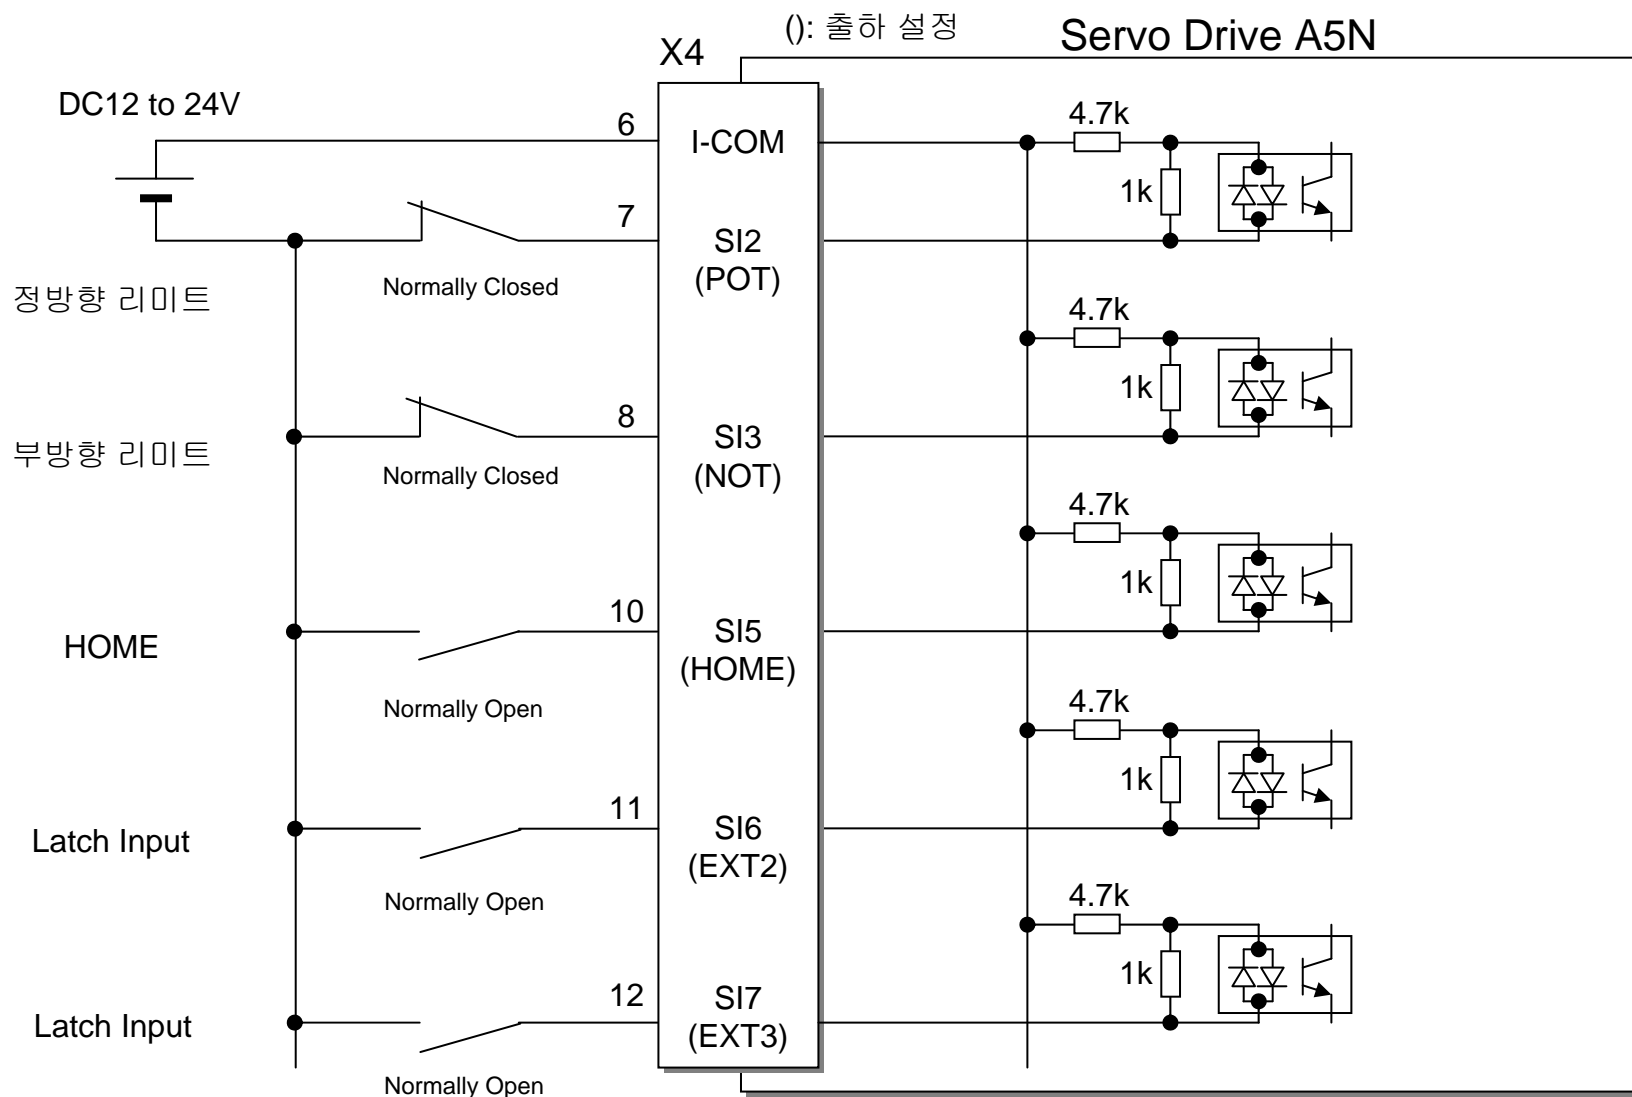 (): 출하 설정
Servo Drive A5N
X4
DC12 to 24V
6
I-COM
4.7k
1k
7
SI2
(POT)
정방향 리미트
Normally Closed
4.7k
1k
8
SI3
(NOT)
부방향 리미트
Normally Closed
4.7k
1k
10
SI5
(HOME)
HOME
Normally Open
4.7k
1k
11
SI6
(EXT2)
Latch Input
Normally Open
4.7k
1k
12
SI7
(EXT3)
Latch Input
Normally Open